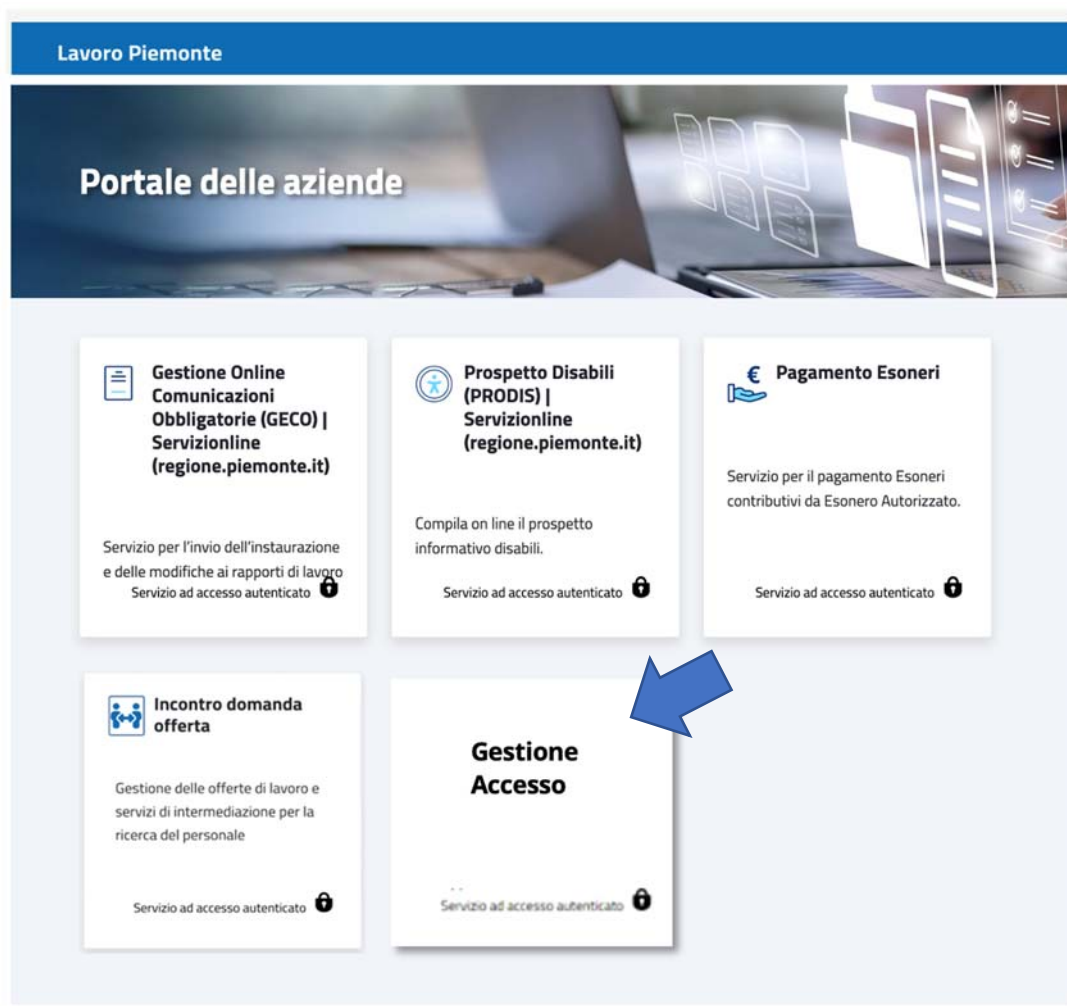 Lavoro Piemonte
Portale delle aziende
Gestione Online
Comunicazioni
Obbligatorie (GECO) |
Servizionline
(regione.piemonte.it)
Servizio per l'invio dell'instaurazione
e delle modifiche ai rapporti di lavoro
Servizio ad accesso autenticato
Prospetto Disabili
(PRODIS) |
Servizionline
(regione.piemonte.it)
Compila on line il prospetto
informativo disabili.
Servizio ad accesso autenticato
€ Pagamento Esoneri
Servizio per il pagamento Esoneri
contributivi da Esonero Autorizzato.
Servizio ad accesso autenticato
Incontro domanda
offerta
Gestione delle offerte di lavoro e
servizi di intermediazione per la
ricerca del personale
Servizio ad accesso autenticato
Gestione
Accesso
Servizio ad accesso autenticato